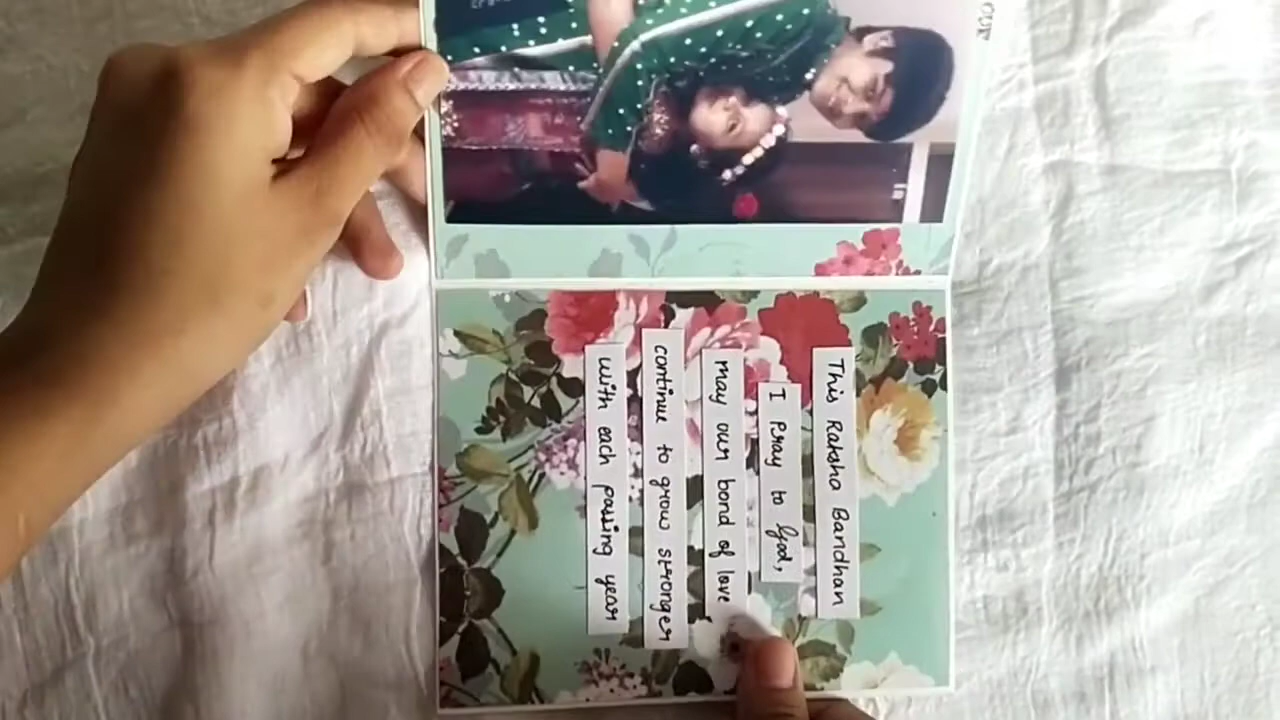 OUT
This Raksha Bandhan
I Pray to God,
may our bond of love
continue to grow stronger
with each passing year